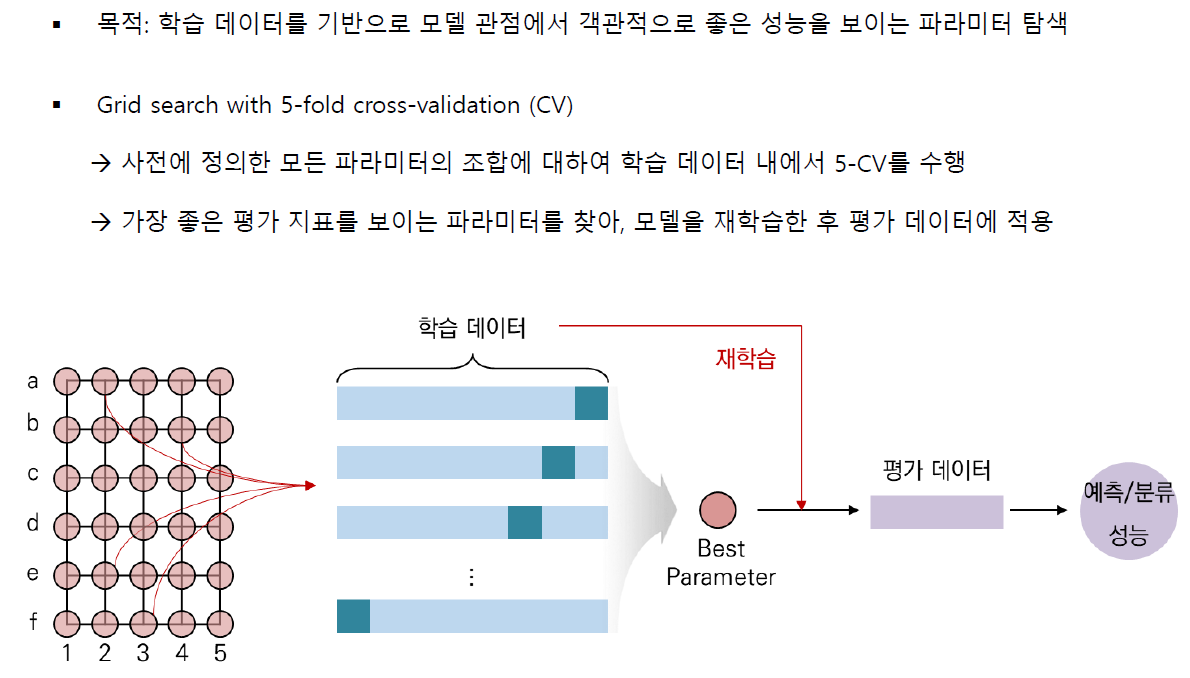 ▪ 목적: 학습 데이터를 기반으로 모델 관점에서 객관적으로 좋은 성능을 보이는 파라미터 탐색
▪ Grid search with 5-fold cross-validation (CV)
→ 사전에 정의한 모든 파라미터의 조합에 대하여 학습 데이터 내에서 5-CV를 수행
→ 가장 좋은 평가 지표를 보이는 파라미터를 찾아, 모델을 재학습한 후 평가 데이터에 적용
학습 데이터
재학습
a
b
c
d
e
f
1 2 3 4 5
⋮
Best
Parameter
평가 데이터
예측/분류
성능